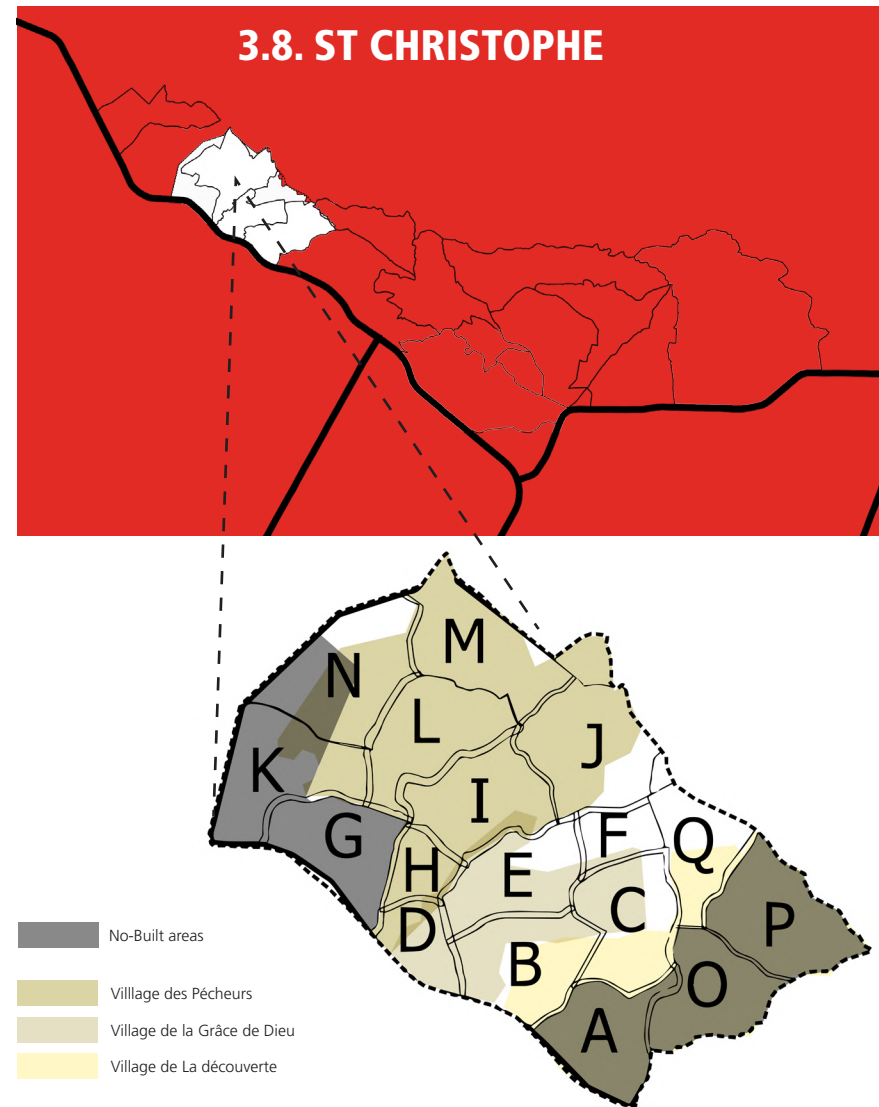 3.8. ST CHRISTOPHE
M
N
L
J
K
I
G
F
Q
H
E
C
D
P
B
O
A
No-Built areas
Villlage des Pécheurs
Village de la Grâce de Dieu
Village de La découverte